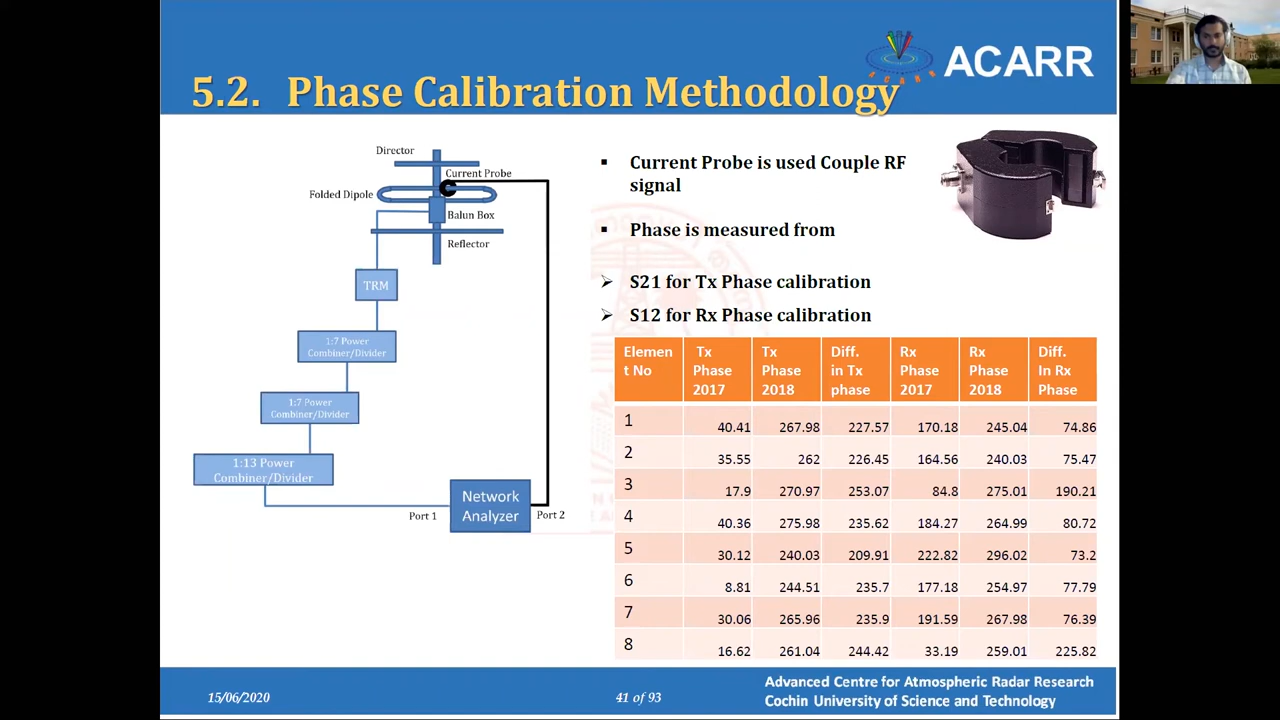 ACARR
ACARR
5.2. Phase Calibration Methodology
Director
Current Probe
Folded Dipole
Balun Box
Reflector
TRM
1:7 Power
Combiner/Divider
1:7 Power
Combiner/Divider
1:13 Power
Combiner/Divider
Port 1
Network
Analyzer
Port 2
▪ Current Probe is used Couple RF
signal
▪ Phase is measured from
➢ S21 for Tx Phase calibration
➢ S12 for Rx Phase calibration
Elemen
t No
Tx
Phase
2017
Tx
Phase
2018
Diff.
in Tx
phase
Rx
Phase
2017
Rx
Phase
2018
Diff.
In Rx
Phase
1 40.41 267.98 227.57 170.18 245.04 74.86
2 35.55 262 226.45 164.56 240.03 75.47
3 17.9 270.97 253.07 84.8 275.01 190.21
4 40.36 275.98 235.62 184.27 264.99 80.72
5 30.12 240.03 209.91 222.82 296.02 73.2
6 8.81 244.51 235.7 177.18 254.97 77.79
7 30.06 265.96 235.9 191.59 267.98 76.39
8 16.62 261.04 244.42 33.19 259.01 225.82
15/06/2020
41 of 93
Advanced Centre for Atmospheric Radar Research
Cochin University of Science and Technology